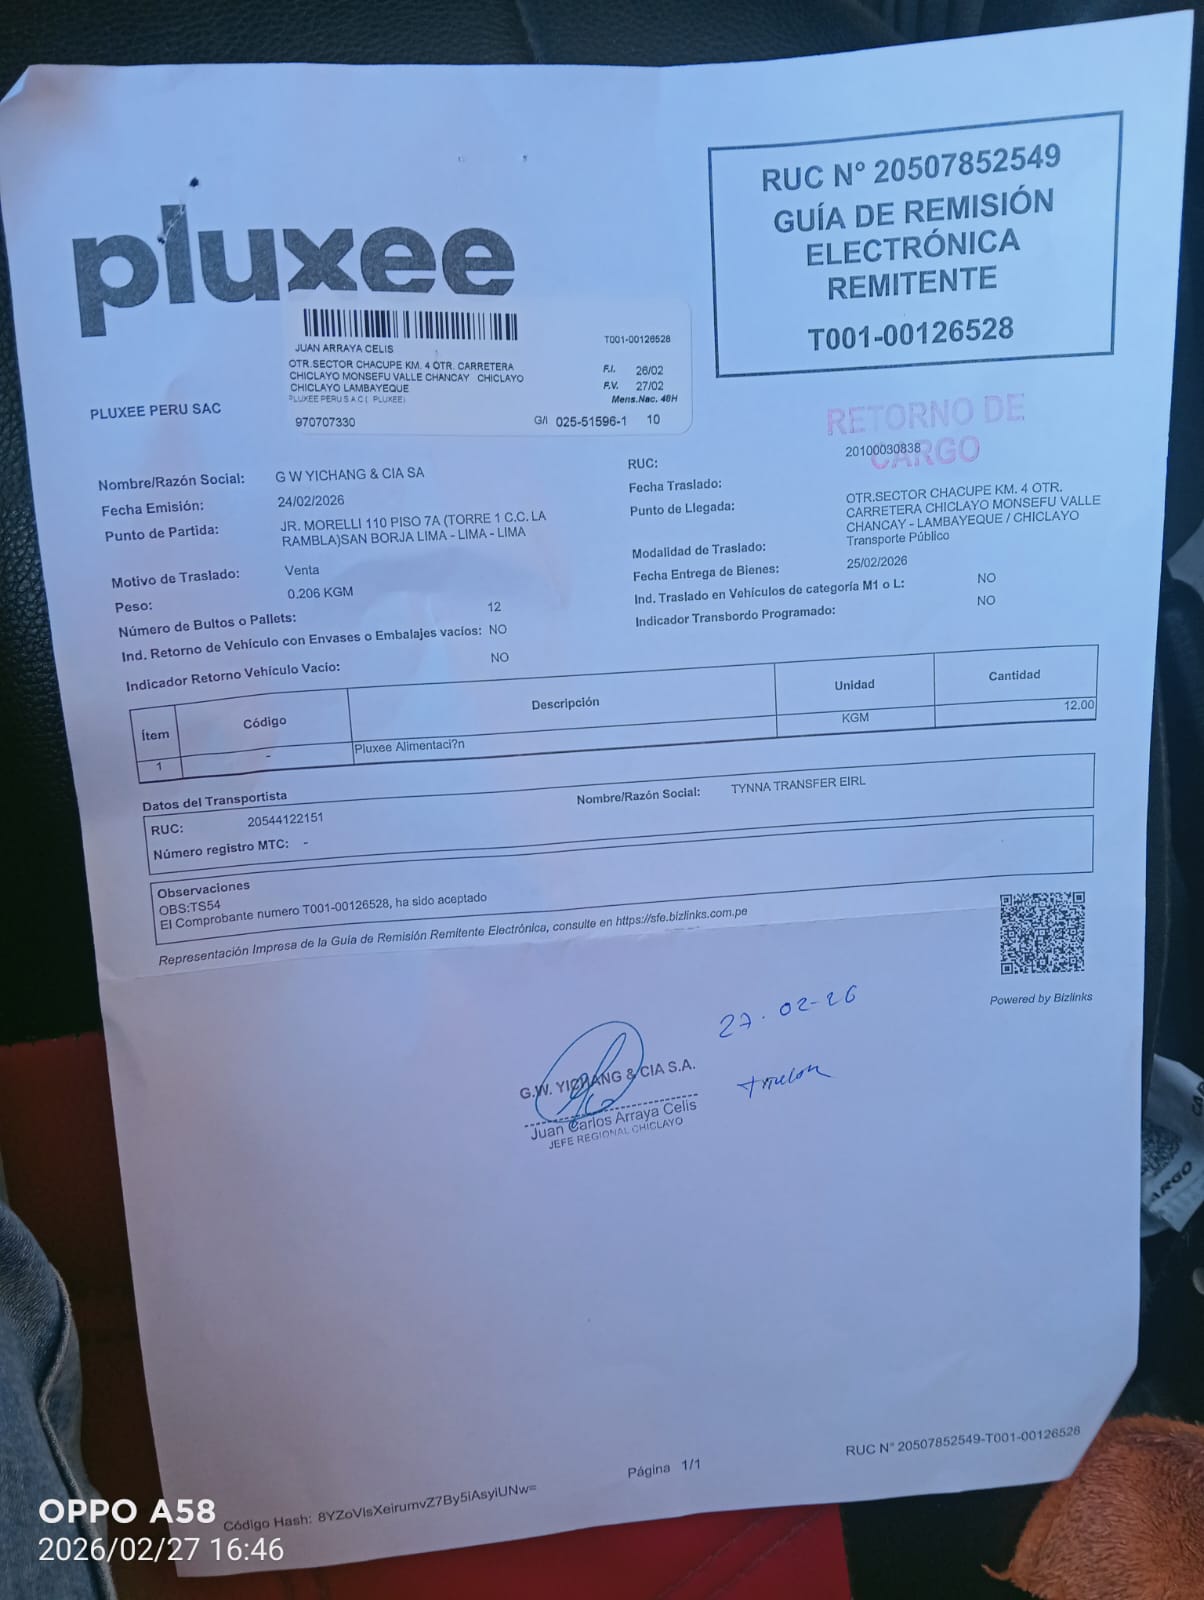 pluxee
RUC N° 20507852549
GUÍA DE REMISIÓN
ELECTRÓNICA
REMITENTE
T001-00126528
JUAN ARRAYA CELIS
T001-00126528
OTR.SECTOR CHACUPE KM. 4 OTR. CARRETERA
CHICLAYO MONSEFU VALLE CHANCAY CHICLAYO
CHICLAYO LAMBAYEQUE
PLUXEE PERU S A C ( PLUXEE)
F.I. 26/02
F.V. 27/02
Mens.Nac. 48H
970707330
G/I 025-51596-1 10
PLUXEE PERU SAC
RETORNO DE
CARGO
Nombre/Razón Social: G W YICHANG & CIA SA
Fecha Emisión: 24/02/2026
Punto de Partida: JR. MORELLI 110 PISO 7A (TORRE 1 C.C. LA
RAMBLA)SAN BORJA LIMA - LIMA - LIMA
Motivo de Traslado: Venta
Peso: 0.206 KGM
Número de Bultos o Pallets: 12
Ind. Retorno de Vehículo con Envases o Embalajes vacíos: NO
Indicador Retorno Vehículo Vacío: NO
RUC: 20100030838
Fecha Traslado:
Punto de Llegada: OTR.SECTOR CHACUPE KM. 4 OTR.
CARRETERA CHICLAYO MONSEFU VALLE
CHANCAY - LAMBAYEQUE / CHICLAYO
Modalidad de Traslado: Transporte Público
Fecha Entrega de Bienes: 25/02/2026
Ind. Traslado en Vehículos de categoría M1 o L: NO
Indicador Transbordo Programado: NO
Ítem Código Descripción Unidad Cantidad
1 - Pluxee Alimentaci?n KGM 12.00
Datos del Transportista
RUC: 20544122151 Nombre/Razón Social: TYNNA TRANSFER EIRL
Número registro MTC: -
Observaciones
OBS:TS54
El Comprobante numero T001-00126528, ha sido aceptado
Representación Impresa de la Guía de Remisión Remitente Electrónica, consulte en https://sfe.bizlinks.com.pe
Powered by Bizlinks
27-02-26
G.W. YICHANG & CIA S.A.
Juan Carlos Arraya Celis
JEFE REGIONAL CHICLAYO
Página 1/1
RUC N° 20507852549-T001-00126528
Código Hash: 8YZoVlsXeirumvZ7By5iAsyiUNw=
ARGO
OPPO A58
2026/02/27 16:46